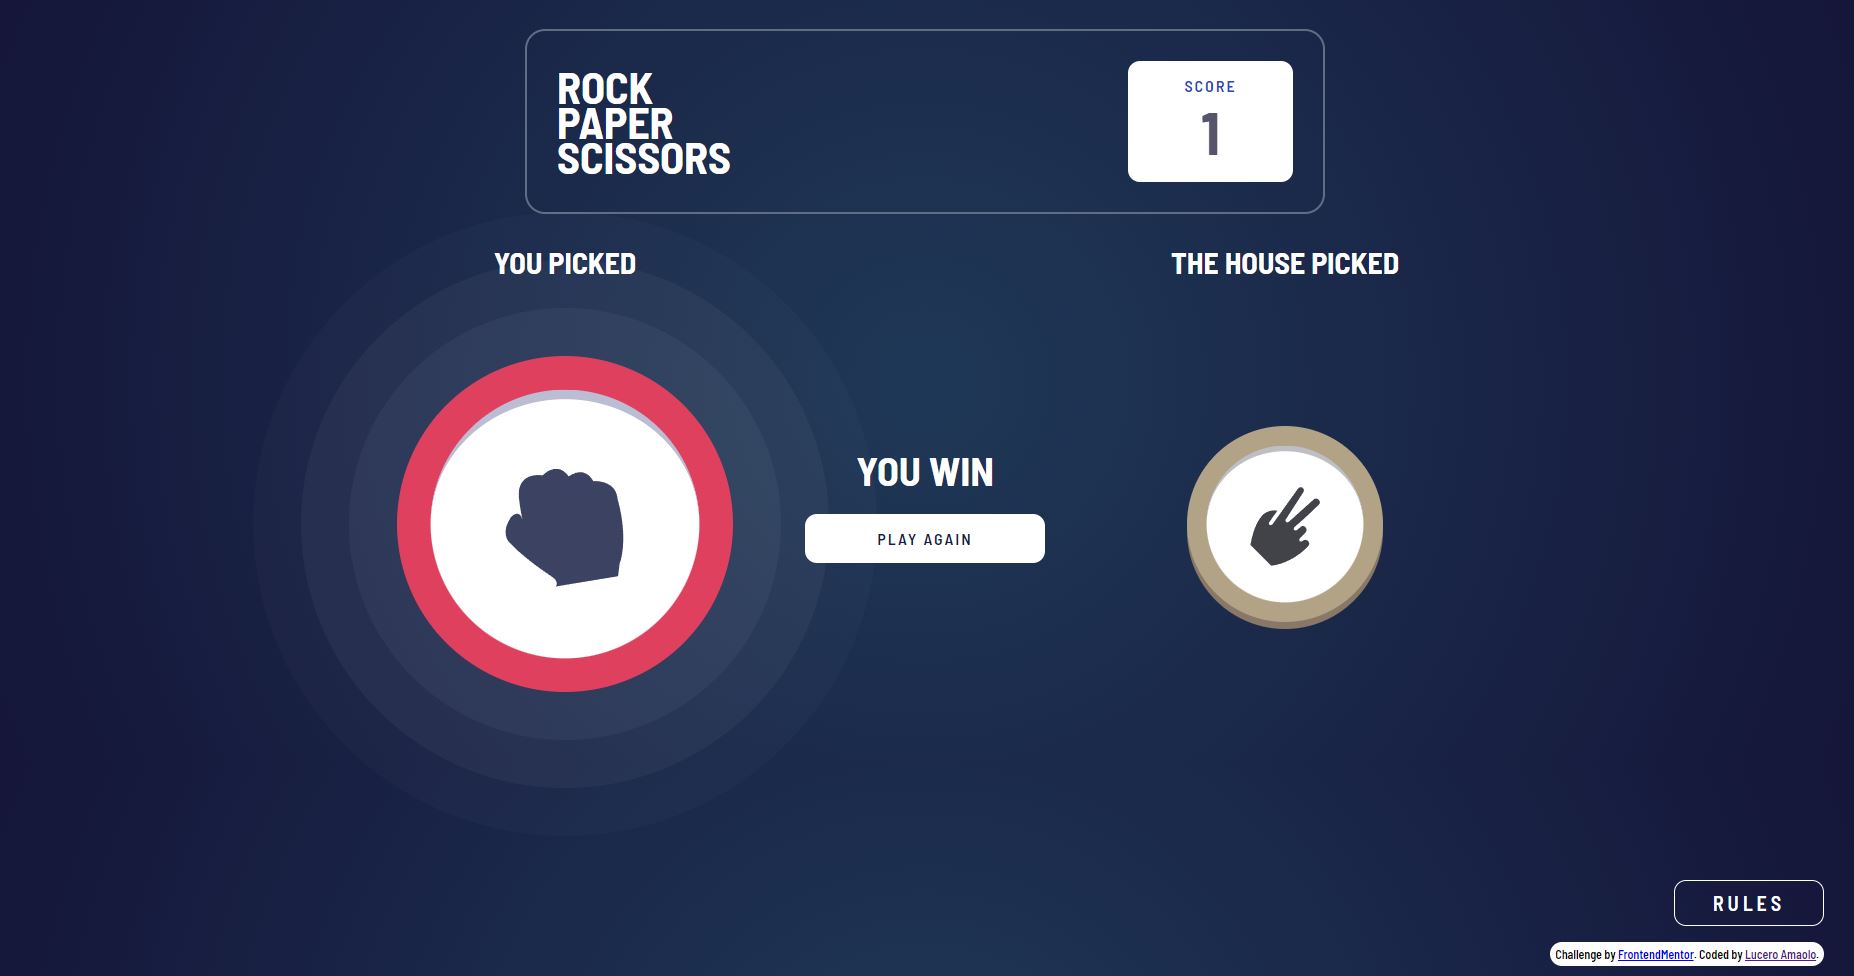 ROCK
PAPER
SCISSORS
SCORE
1
YOU PICKED
THE HOUSE PICKED
YOU WIN
PLAY AGAIN
RULES
Challenge by FrontendMentor. Coded by Lucero Amaolo.